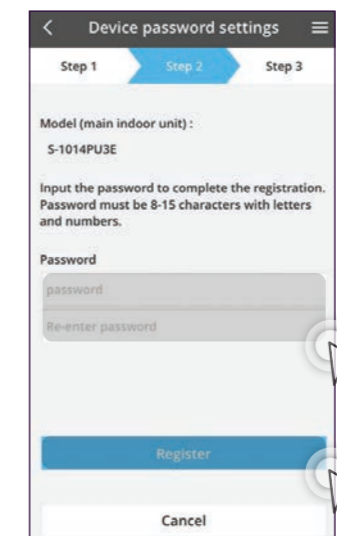 Device password settings
Step 1 Step 2 Step 3
Model (main indoor unit) :
S-1014PU3E
Input the password to complete the registration.
Password must be 8-15 characters with letters
and numbers.
Password
password
Re-enter password
Register
Cancel